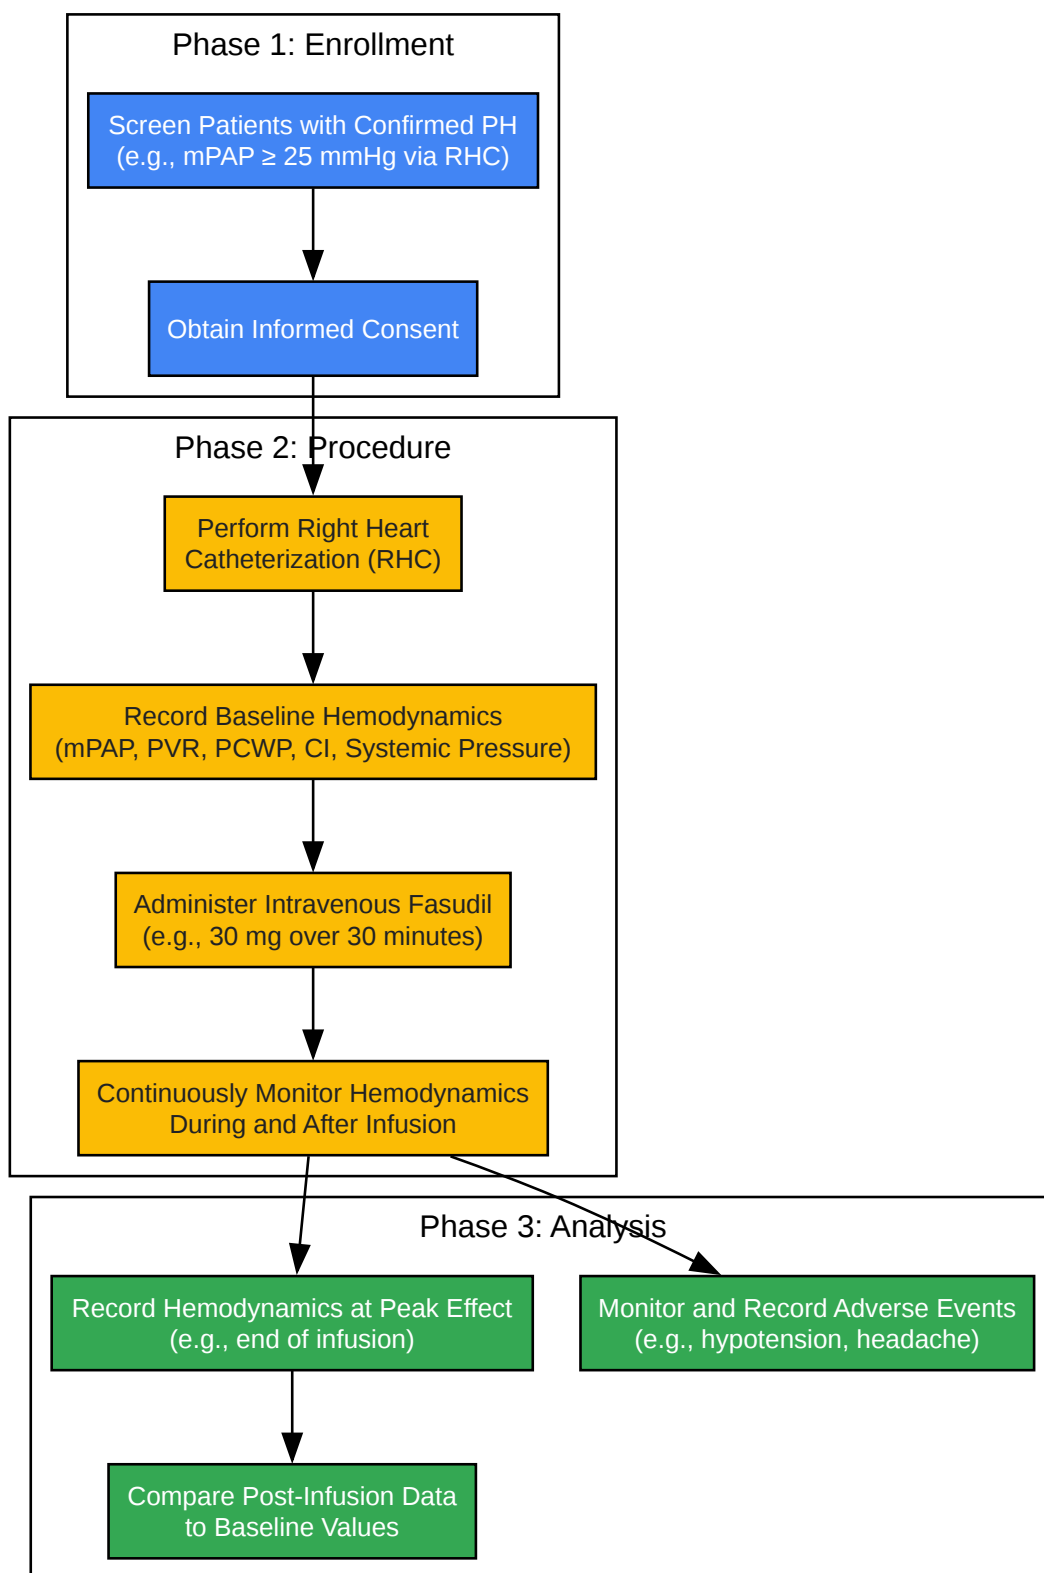 Phase 1: Enrollment
Screen Patients with Confirmed PH
(e.g., mPAP ≥ 25 mmHg via RHC)
Obtain Informed Consent
Phase 2: Procedure
Perform Right Heart
Catheterization (RHC)
Record Baseline Hemodynamics
(mPAP, PVR, PCWP, CI, Systemic Pressure)
Administer Intravenous Fasudil
(e.g., 30 mg over 30 minutes)
Continuously Monitor Hemodynamics
During and After Infusion
Phase 3: Analysis
Record Hemodynamics at Peak Effect
(e.g., end of infusion)
Monitor and Record Adverse Events
(e.g., hypotension, headache)
Compare Post-Infusion Data
to Baseline Values